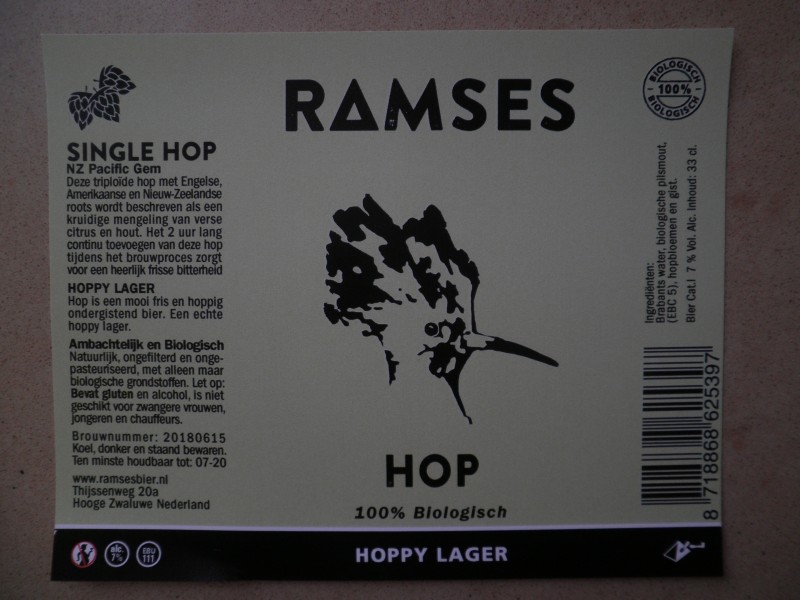 RAMSES
SINGLE HOP
NZ Pacific Gem
Deze triploïde hop met Engelse,
Amerikaanse en Nieuw-Zeelandse
roots wordt beschreven als een
kruidige mengeling van verse
citrus en hout. Het 2 uur lang
continu toevoegen van deze hop
tijdens het brouwproces zorgt
voor een heerlijk frisse bitterheid
HOPPY LAGER
Hop is een mooi fris en hoppig
ondergistend bier. Een echte
hoppy lager.
Ambachtelijk en Biologisch
Natuurlijk, ongefilterd en onge-
pasteuriseerd, met alleen maar
biologische grondstoffen. Let op:
Bevat gluten en alcohol, is niet
geschikt voor zwangere vrouwen,
jongeren en chauffeurs.
Brouwnummer: 20180615
Koel, donker en staand bewaren.
Ten minste houdbaar tot: 07-20
www.ramsesbier.nl
Thijssenweg 20a
Hooge Zwaluwe Nederland
HOP
100% Biologisch
BIOLOGISCH
100%
BIOLOGISCH
Ingrediënten:
Brabants water, biologische pilsmout,
(EBC 5), hopbloemen en gist.
Bier Cat.I 7 % Vol. Alc. Inhoud: 33 cl.
8 718868 625397
alc.
7%
EBU
111
HOPPY LAGER